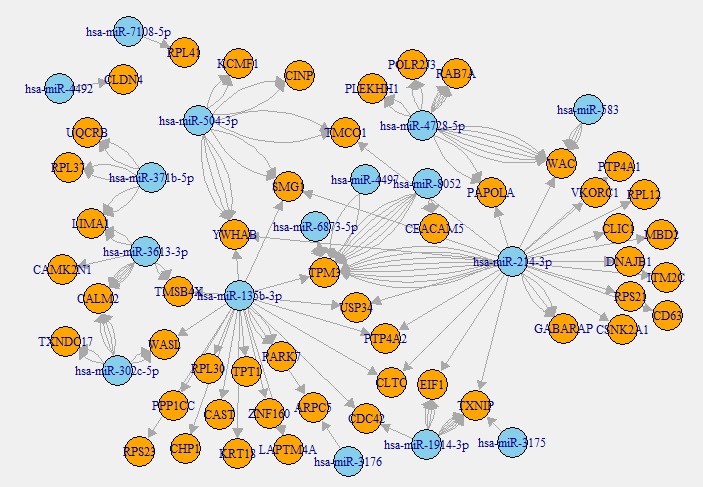 hsa-miR-7108-5p
RPL41
KCMF1
CINP
POLR2J3
RAB7A
PLEKHH1
hsa-miR-4492
CLDN4
hsa-miR-504-3p
hsa-miR-4728-5p
hsa-miR-583
UQCRB
TMCO1
WAC
PTP4A1
RPL37
hsa-miR-371b-5p
SMG1
hsa-miR-4497
hsa-miR-8052
PAPOLA
VKORC1
RPL12
LIMA1
YWHAB
hsa-miR-6873-5p
CEACAM5
CLIC1
MBD2
hsa-miR-3613-3p
CAMK2N1
TPM3
hsa-miR-214-3p
DNAJB1
ITM2C
CALM2
TMSB4X
hsa-miR-135b-3p
USP34
RPS21
CD63
TXNDC17
WASL
PTP4A2
GABARAP
CSNK2A1
hsa-miR-302c-5p
RPL30
TPT1
PARK7
CLTC
EIF1
PPP1CC
CAST
ZNF160
ARPC5
CDC42
TXNIP
RPS23
CHP1
KRT18
LAPTM4A
hsa-miR-3176
hsa-miR-1914-3p
hsa-miR-3175